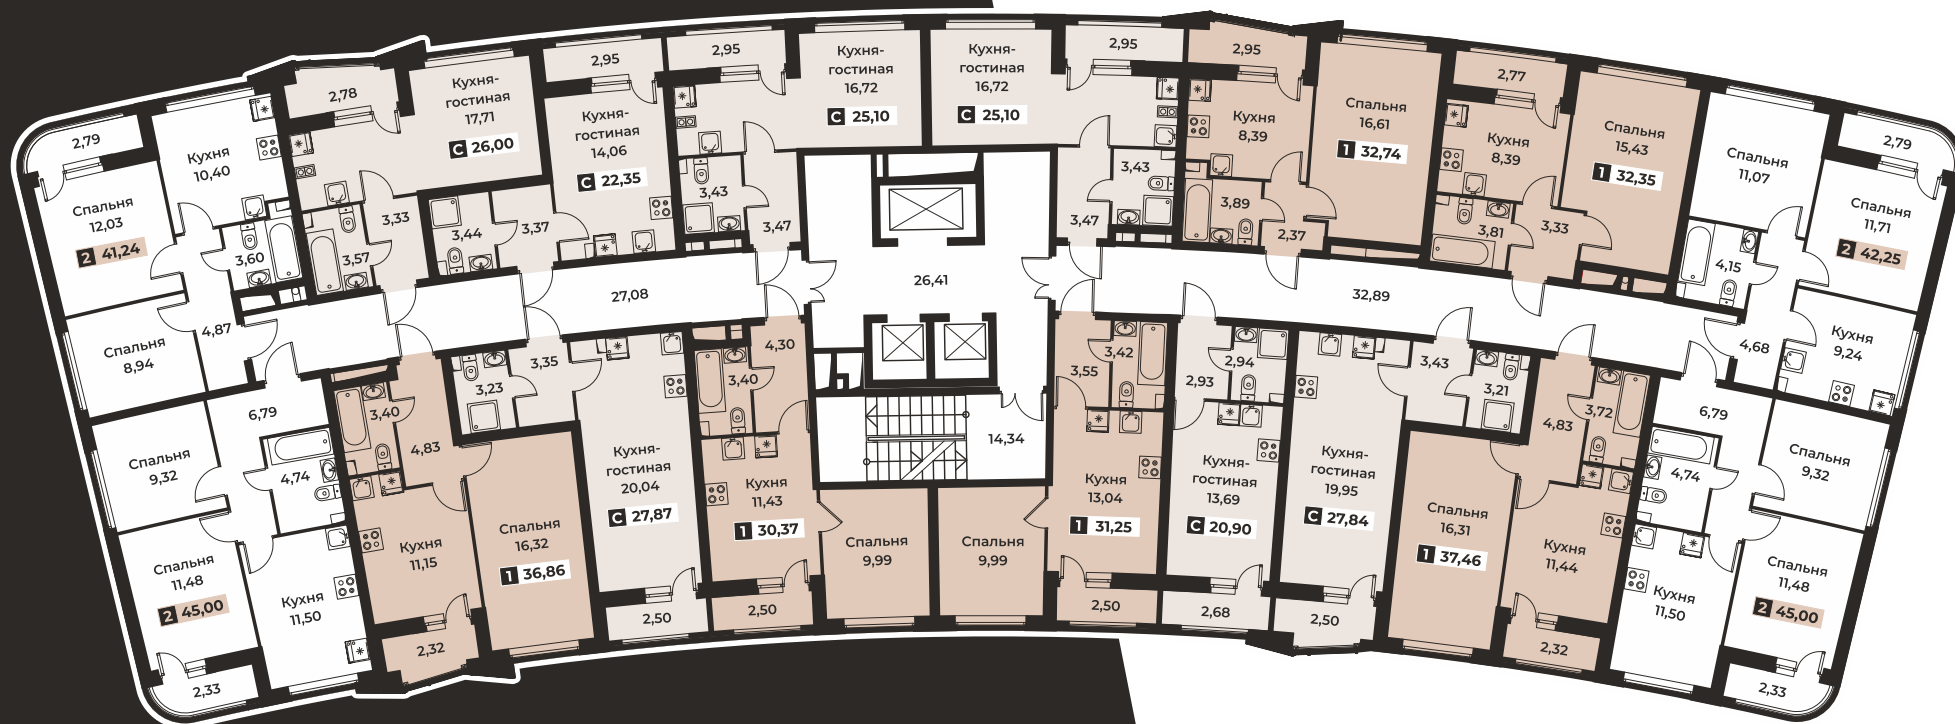 2,79
Спальня
12,03
2 41,24
Кухня
10,40
3,60
4,87
Спальня
8,94
2,78
Кухня-
гостиная
17,71
С 26,00
3,33
3,57
2,95
Кухня-
гостиная
14,06
С 22,35
3,44
3,37
2,95
Кухня-
гостиная
16,72
С 25,10
3,43
3,47
Кухня-
гостиная
16,72
С 25,10
2,95
3,43
3,47
2,95
Кухня
8,39
Спальня
16,61
1 32,74
3,89
2,37
2,77
Кухня
8,39
Спальня
15,43
1 32,35
3,81
3,33
Спальня
11,07
2,79
Спальня
11,71
2 42,25
4,15
Кухня
9,24
4,68
27,08
26,41
32,89
14,34
6,79
Спальня
9,32
4,74
Спальня
11,48
2 45,00
Кухня
11,50
2,33
3,40
4,83
Кухня
11,15
Спальня
16,32
1 36,86
2,32
3,23
3,35
Кухня-
гостиная
20,04
С 27,87
2,50
4,30
3,40
Кухня
11,43
1 30,37
Спальня
9,99
2,50
3,42
3,55
Кухня
13,04
1 31,25
Спальня
9,99
2,50
2,94
2,93
Кухня-
гостиная
13,69
С 20,90
2,68
3,43
3,21
Кухня-
гостиная
19,95
С 27,84
2,50
3,72
4,83
Спальня
16,31
1 37,46
Кухня
11,44
2,32
6,79
Спальня
9,32
4,74
Спальня
11,48
2 45,00
Кухня
11,50
2,33